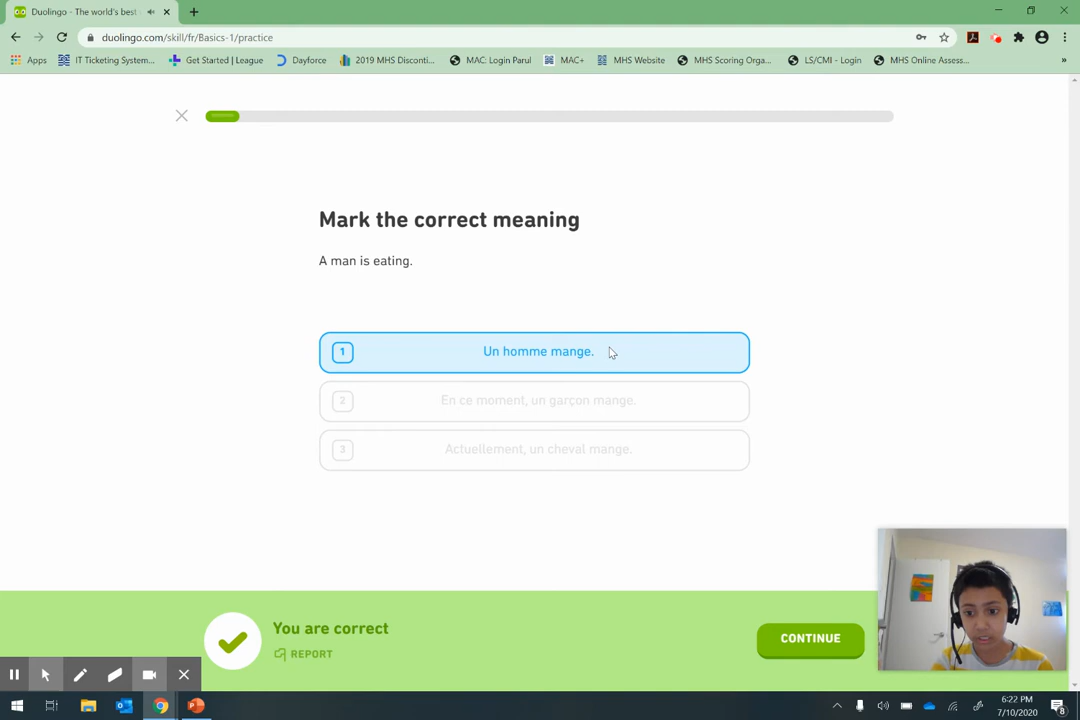 Duolingo - The world's best
duolingo.com/skill/fr/Basics-1/practice
Apps
IT Ticketing System...
Get Started | League
Dayforce
2019 MHS Disconti...
MAC: Login Parul
MAC+
MHS Website
MHS Scoring Orga...
LS/CMI - Login
MHS Online Assess...
»
Mark the correct meaning
A man is eating.
1 Un homme mange.
2 En ce moment, un garçon mange.
3 Actuellement, un cheval mange.
You are correct
REPORT
CONTINUE
6:22 PM
7/10/2020
8